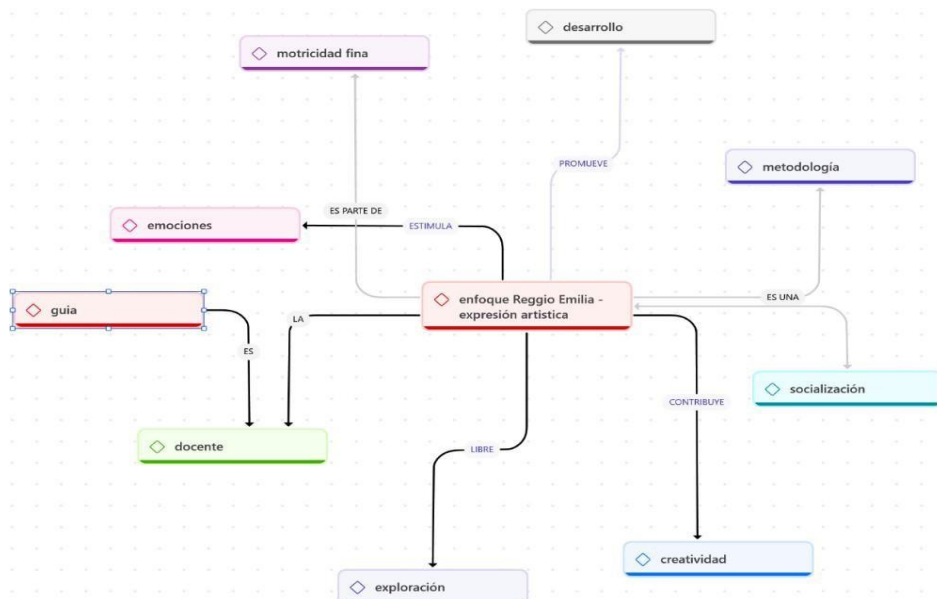 desarrollo
motricidad fina
PROMUEVE
metodología
ES PARTE DE
emociones
ESTIMULA
enfoque Reggio Emilia -
expresión artistica
ES UNA
guia
LA
ES
socialización
CONTRIBUYE
docente
LIBRE
creatividad
exploración